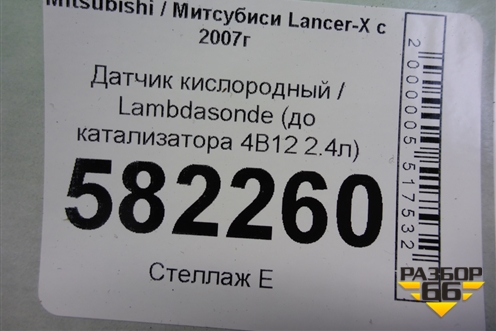 Mitsubishi / Митсубиси Lancer-X с
2007г
Датчик кислородный /
Lambdasonde (до
катализатора 4B12 2.4л)
582260
Стеллаж Е
2000005517532
РАЗБОР
66